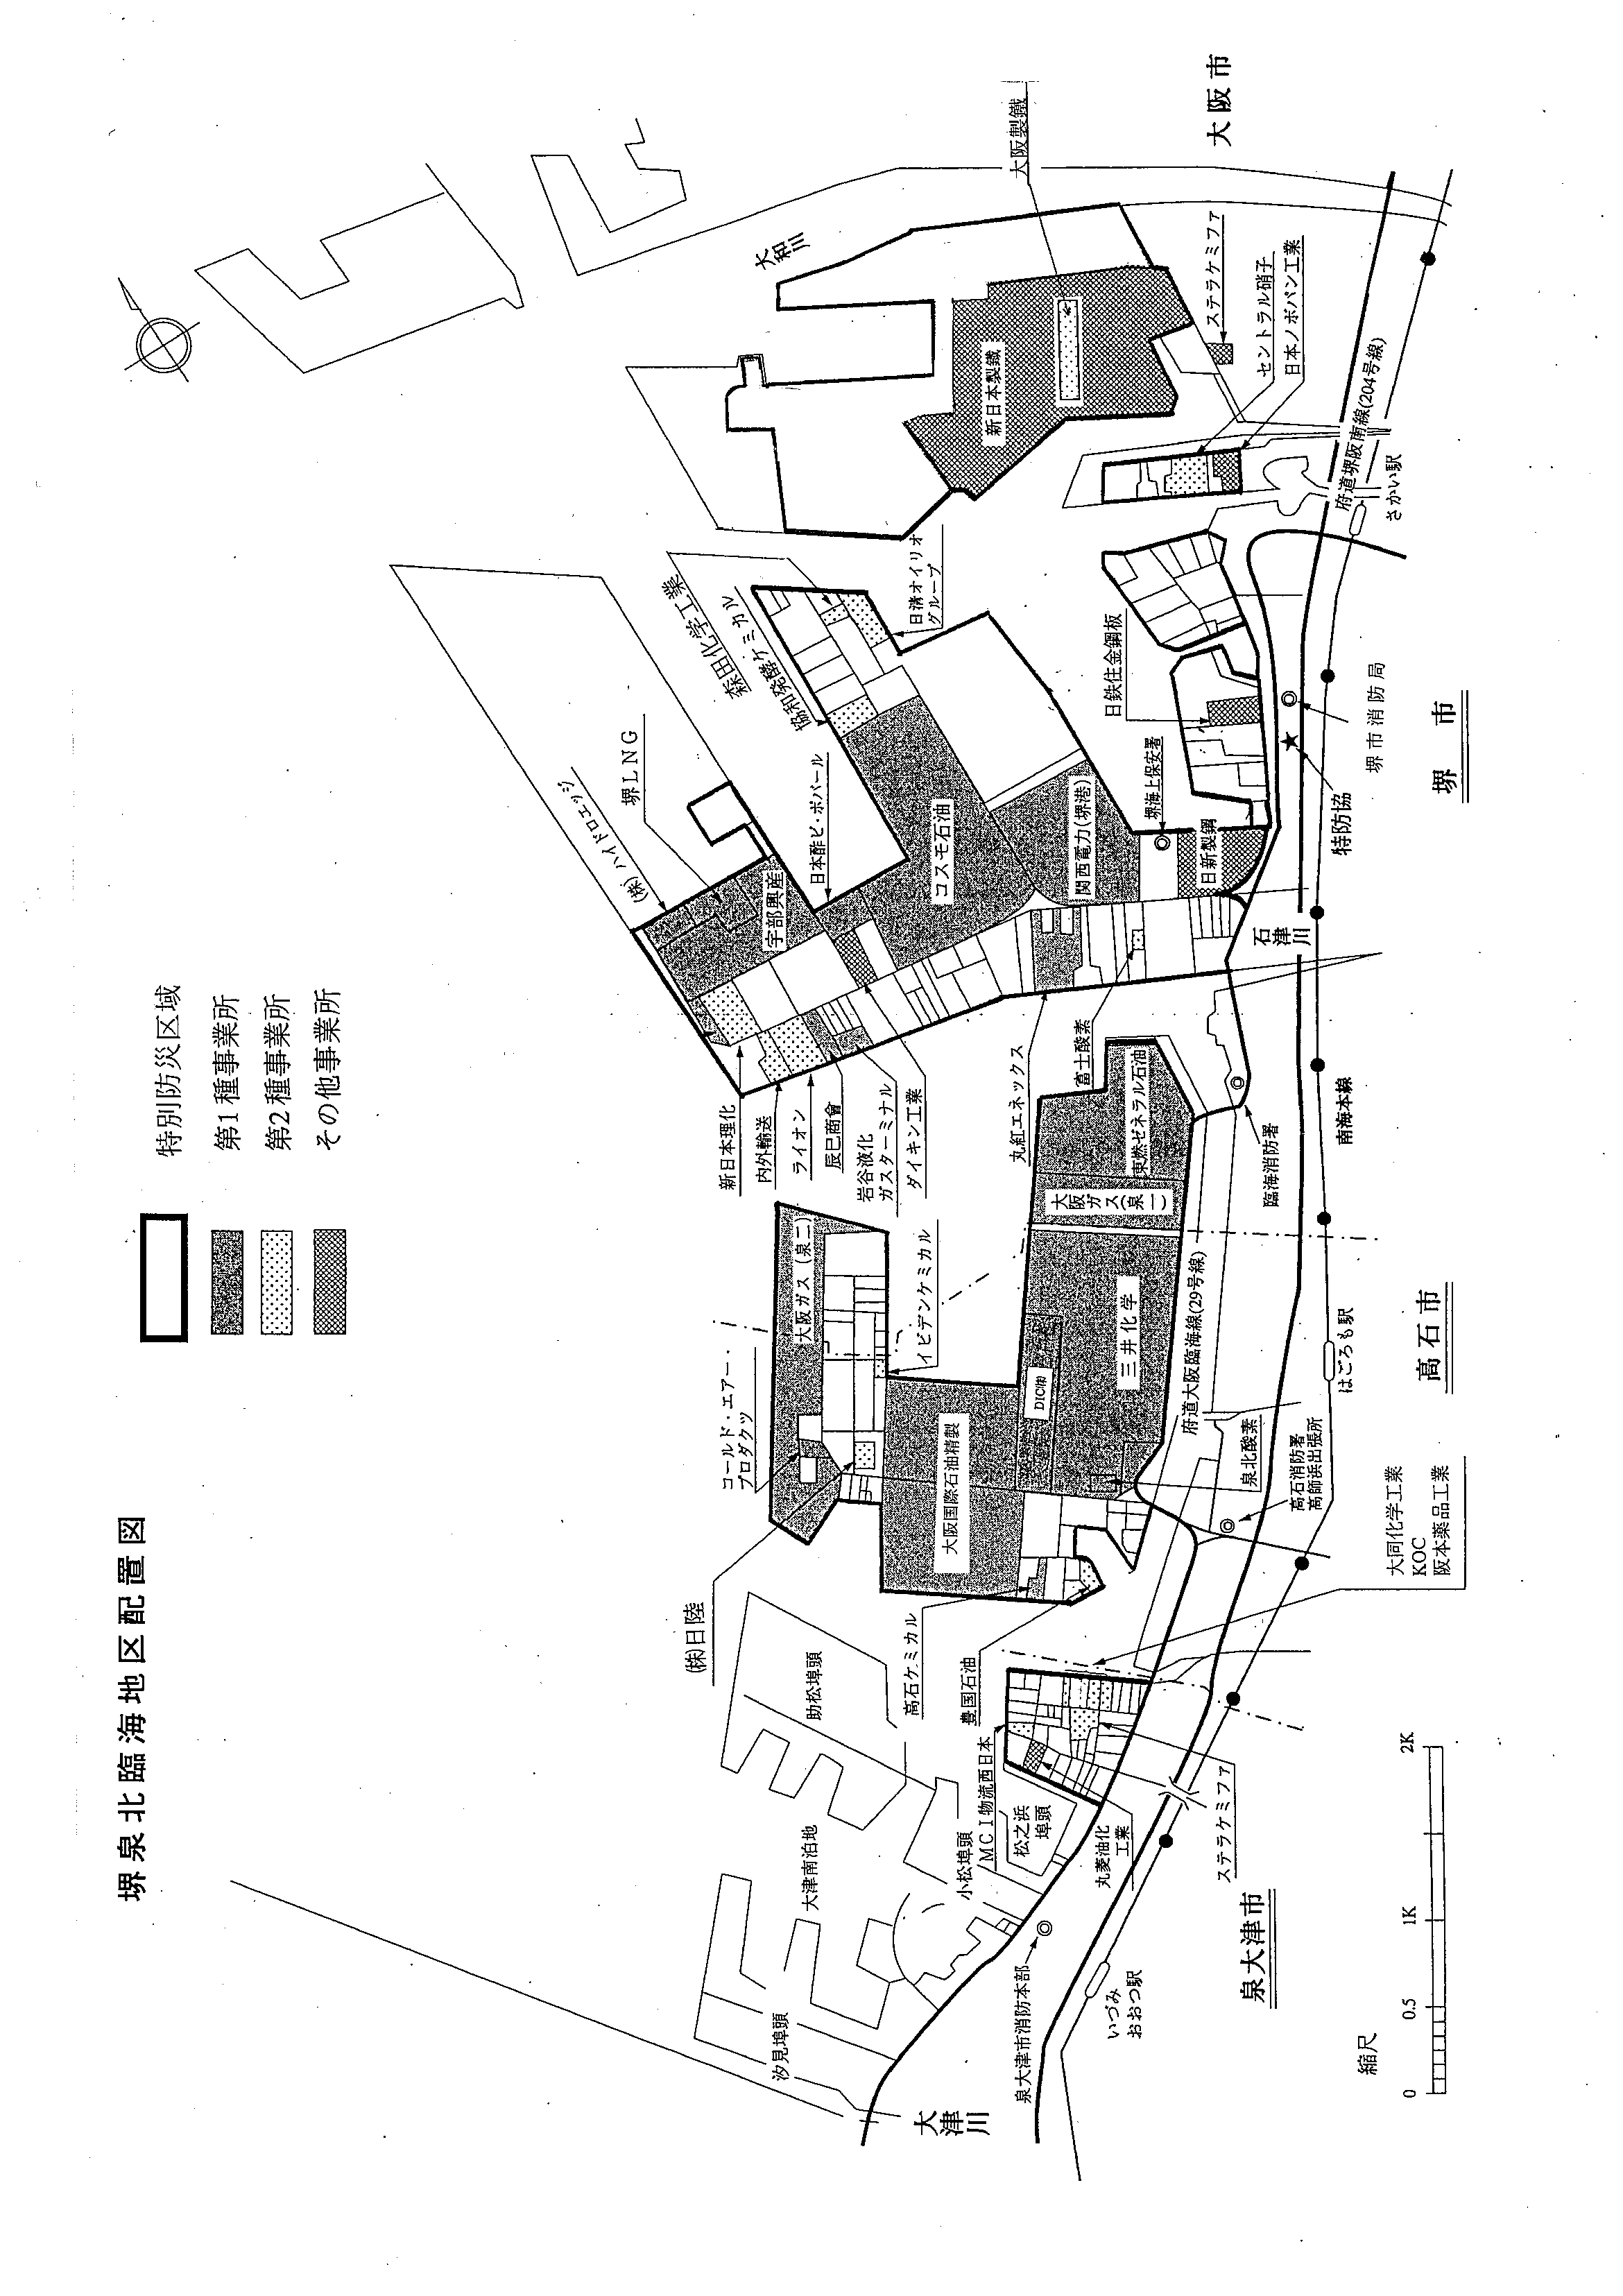 堺泉北臨海地区配置図
特別防災区域
第1種事業所
第2種事業所
その他事業所
大阪市
大和川
大阪製鐵
新日本製鐵
ステラケミファ
セントラル硝子
日本ノボパン工業
府道堺阪南線(204号線)
さかい駅
森田化学工業
協和発酵ケミカル
日清オイリオ
グループ
(株)ハイドロエッジ
堺LNG
宇部興産
日本酢ビ・ポバール
コスモ石油
関西電力(堺港)
堺海上保安署
日新製鋼
日鉄住金鋼板
堺市消防局
特防協
堺市
石津川
新日本理化
内外輸送
ライオン
辰巳商會
岩谷液化
ガスターミナル
ダイキン工業
丸紅エネックス
富士酸素
東燃ゼネラル石油
大阪
ガス(泉一)
臨海消防署
南海本線
大阪ガス(泉二)
コールド・エアー・
プロダクツ
イビデンケミカル
(株)日陸
大阪国際石油精製
DIC㈱
三井化学
府道大阪臨海線(29号線)
泉北酸素
高石消防署
高師浜出張所
はごろも駅
高石市
高石ケミカル
豊国石油
大同化学工業
KOC
阪本薬品工業
助松埠頭
大津南泊地
小松埠頭
MCI物流西日本
松之浜
埠頭
丸菱油化
工業
ステラケミファ
汐見埠頭
泉大津市消防本部
いづみ
おおつ駅
泉大津市
大津川
縮尺
0
0.5
1K
2K